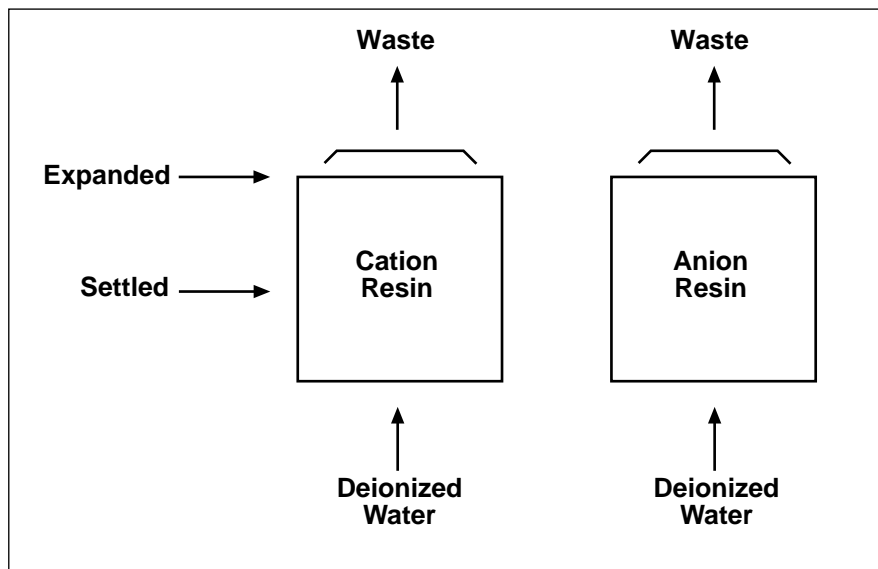 Waste
Waste
Expanded
Settled
Cation
Resin
Anion
Resin
Deionized
Water
Deionized
Water